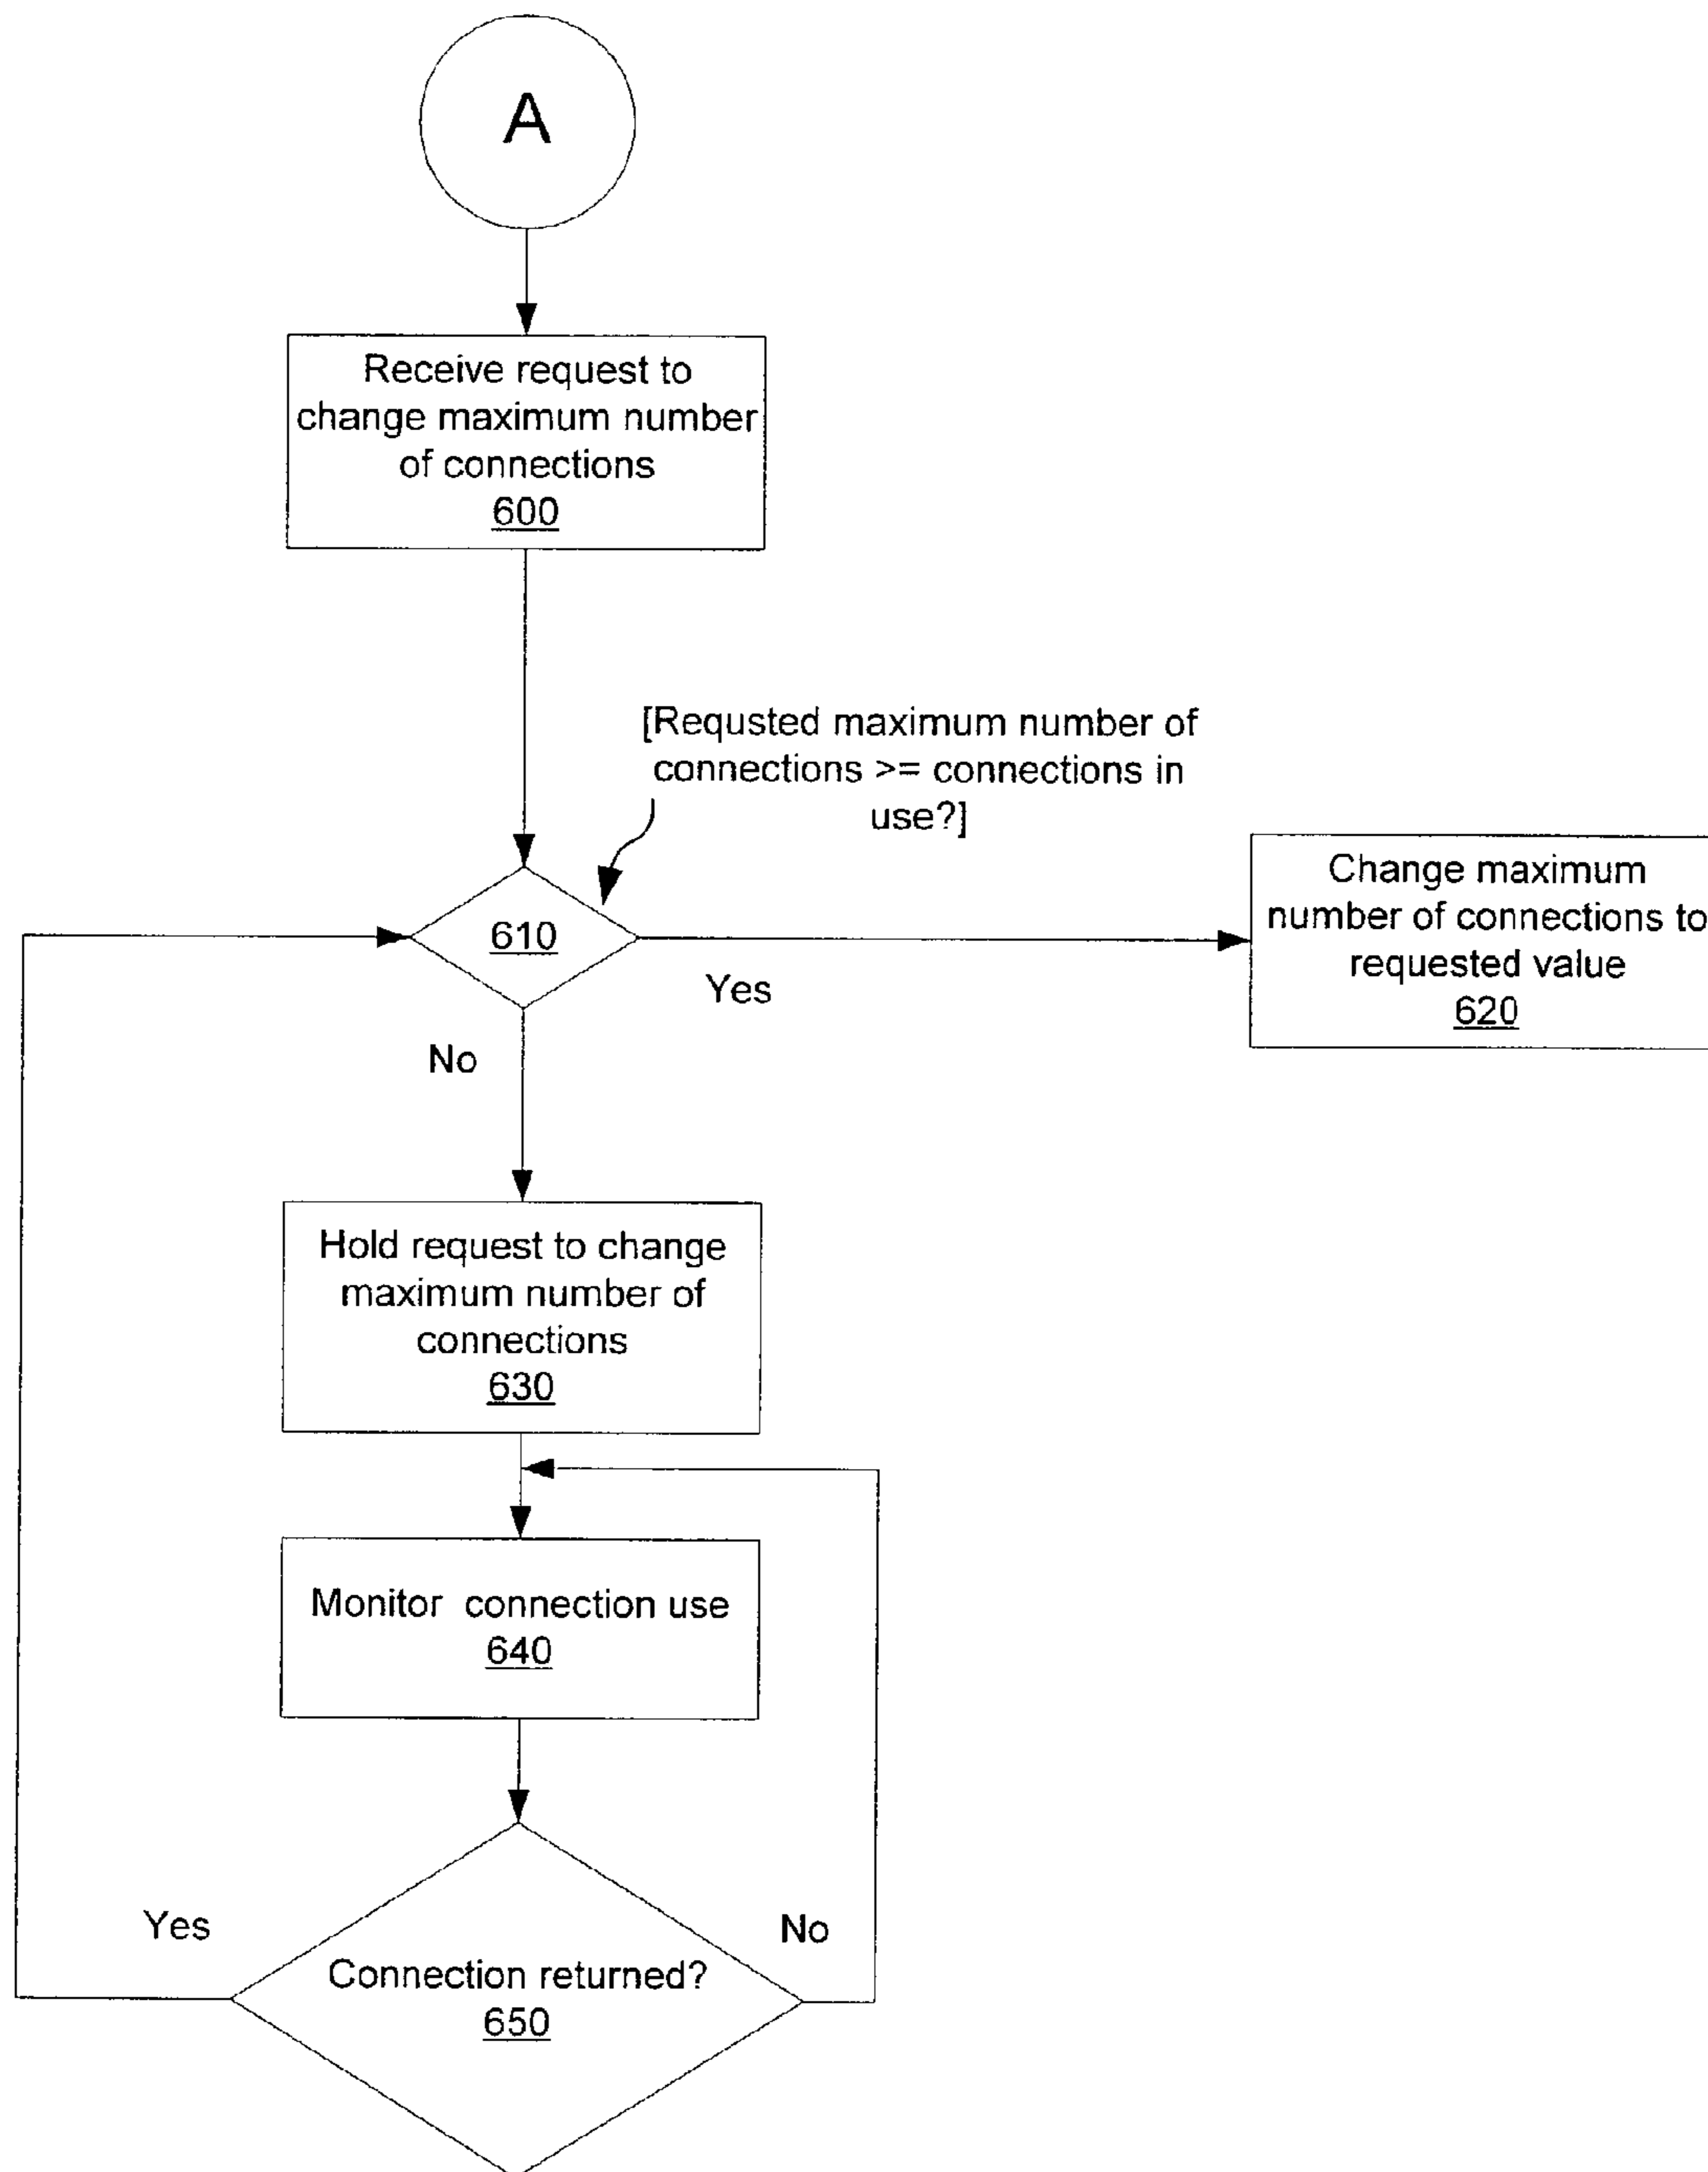 A
Receive request to
change maximum number
of connections
600
[Requsted maximum number of
connections >= connections in
use?]
610
Yes
No
Change maximum
number of connections to
requested value
620
Hold request to change
maximum number of
connections
630
Monitor connection use
640
Yes
No
Connection returned?
650